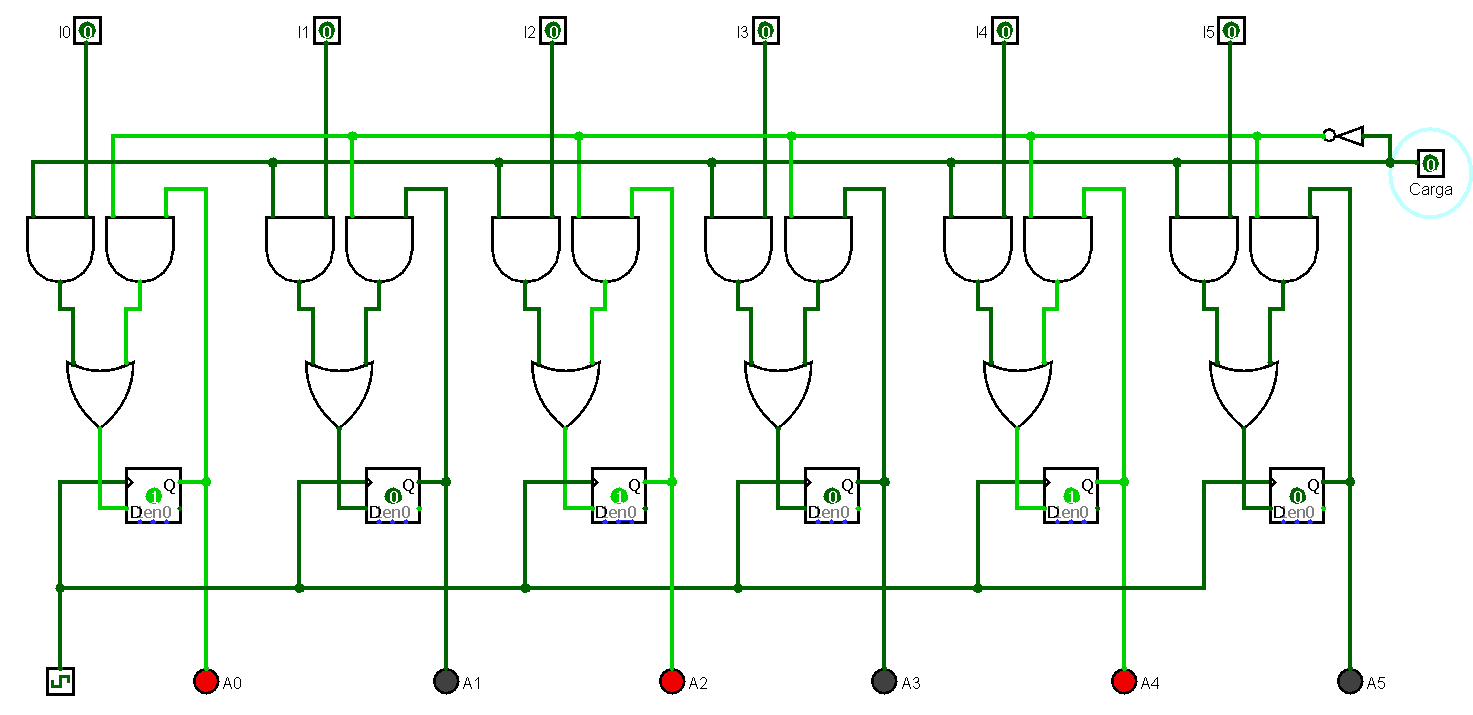 I0 0 I1 0 I2 0 I3 0 I4 0 I5 0
0
Carga
Q Q Q Q Q Q
1 0 1 0 1 0
D en0 D en0 D en0 D en0 D en0 D en0
A0 A1 A2 A3 A4 A5